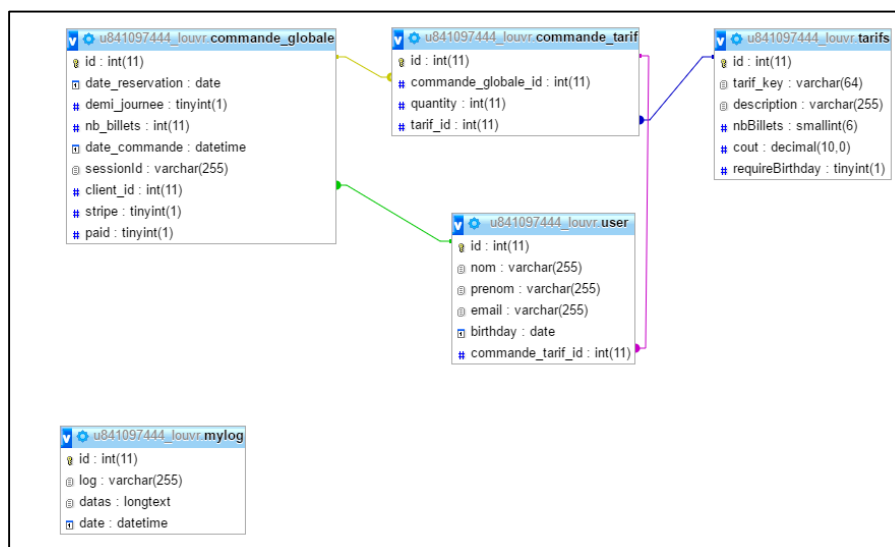 u841097444_louvr.commande_globale
id : int(11)
date_reservation : date
demi_journee : tinyint(1)
nb_billets : int(11)
date_commande : datetime
sessionId : varchar(255)
client_id : int(11)
stripe : tinyint(1)
paid : tinyint(1)
u841097444_louvr.commande_tarif
id : int(11)
commande_globale_id : int(11)
quantity : int(11)
tarif_id : int(11)
u841097444_louvr.tarifs
id : int(11)
tarif_key : varchar(64)
description : varchar(255)
nbBillets : smallint(6)
cout : decimal(10,0)
requireBirthday : tinyint(1)
u841097444_louvr.user
id : int(11)
nom : varchar(255)
prenom : varchar(255)
email : varchar(255)
birthday : date
commande_tarif_id : int(11)
u841097444_louvr.mylog
id : int(11)
log : varchar(255)
datas : longtext
date : datetime